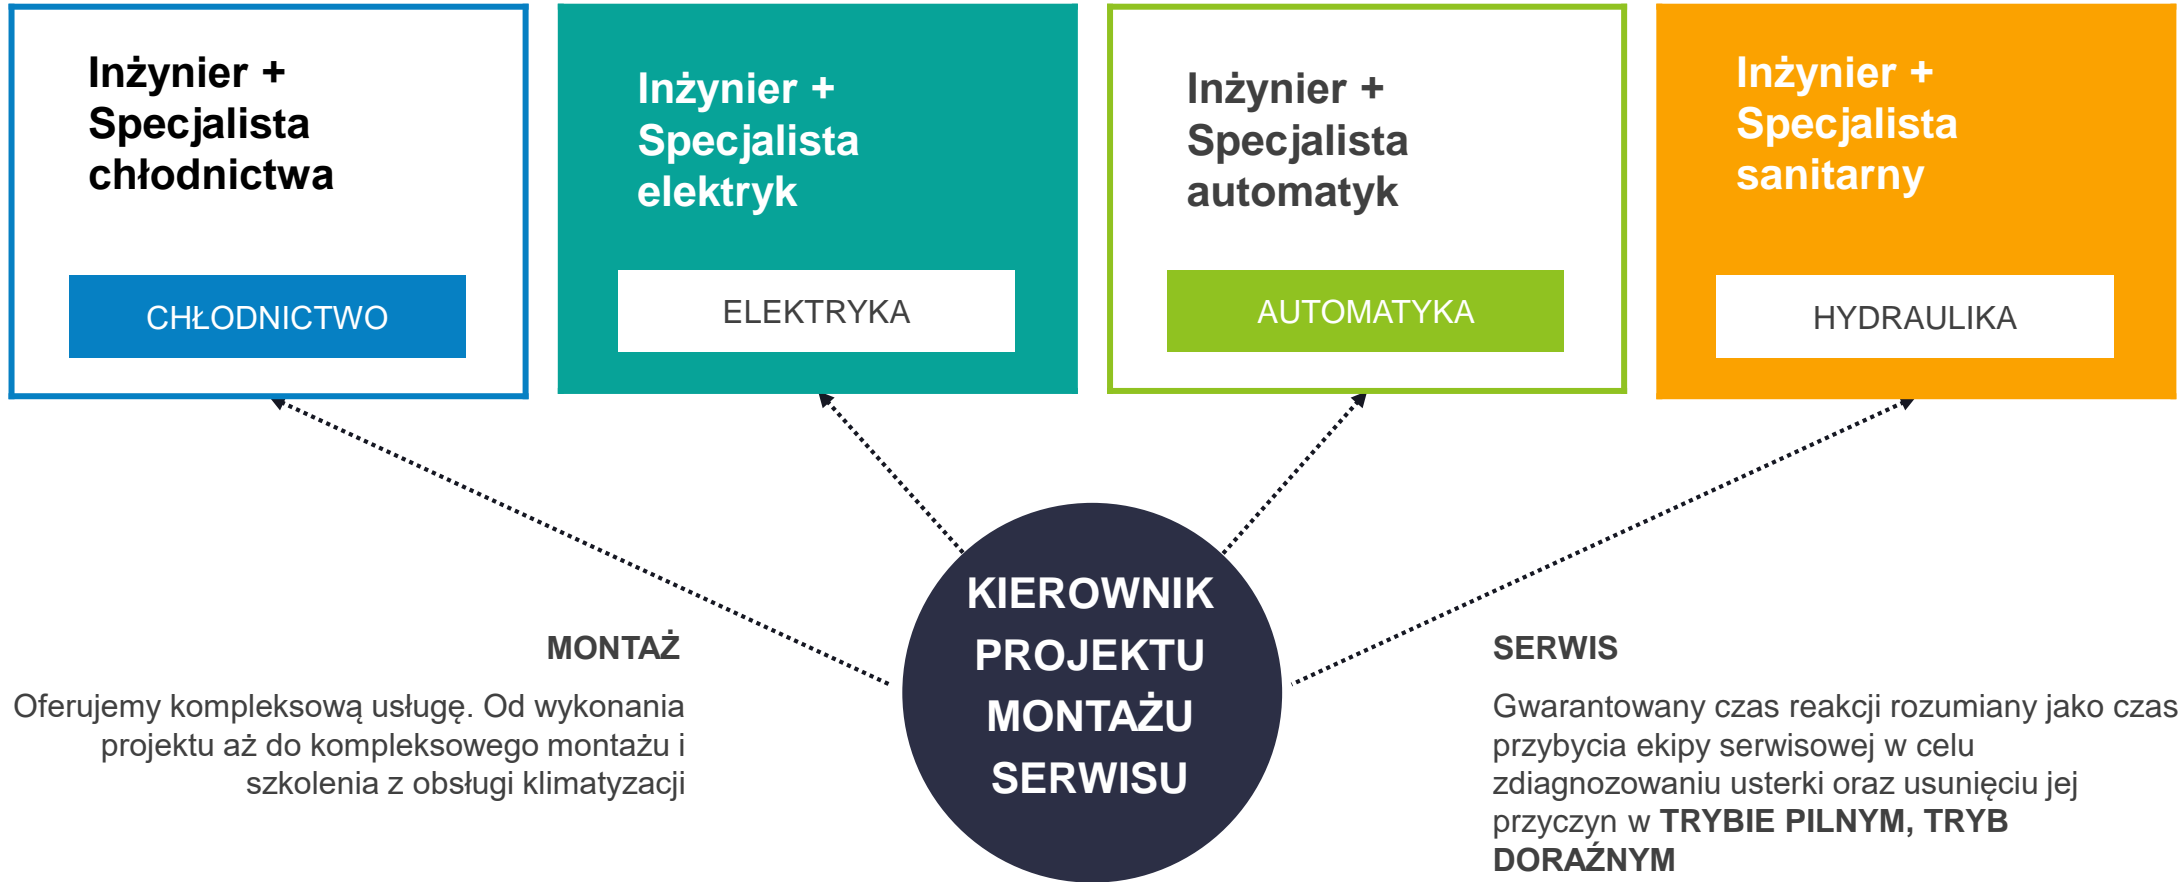 Inżynier +
Specjalista
chłodnictwa
CHŁODNICTWO
Inżynier +
Specjalista
elektryk
ELEKTRYKA
Inżynier +
Specjalista
automatyk
AUTOMATYKA
Inżynier +
Specjalista
sanitarny
HYDRAULIKA
KIEROWNIK
PROJEKTU
MONTAŻU
SERWISU
MONTAŻ
Oferujemy kompleksową usługę. Od wykonania
projektu aż do kompleksowego montażu i
szkolenia z obsługi klimatyzacji
SERWIS
Gwarantowany czas reakcji rozumiany jako czas
przybycia ekipy serwisowej w celu
zdiagnozowaniu usterki oraz usunięciu jej
przyczyn w TRYBIE PILNYM, TRYB
DORAŹNYM